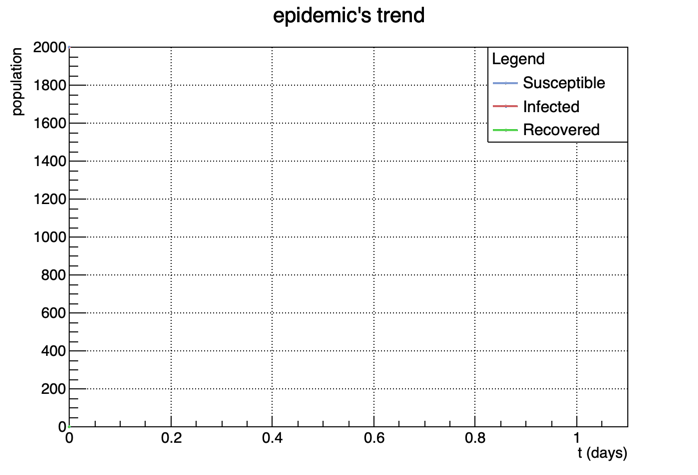 epidemic's trend
population
2000
1800
1600
1400
1200
1000
800
600
400
200
0
Legend
Susceptible
Infected
Recovered
0 0.2 0.4 0.6 0.8 1
t (days)